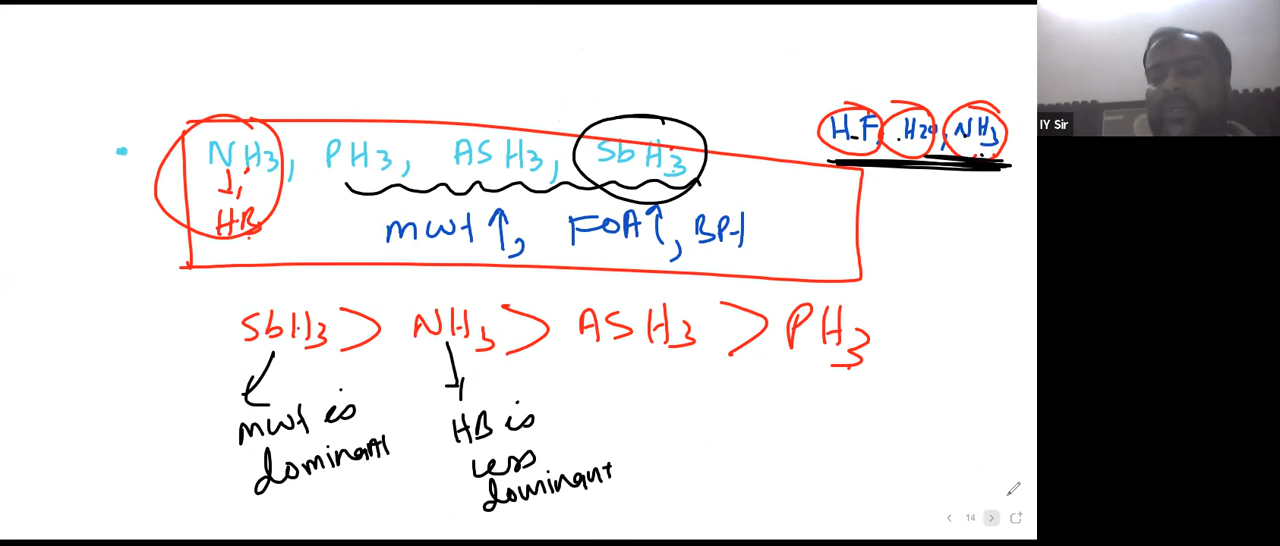 H-F, H2O, NH3
IY Sir
NH3, PH3, ASH3, SbH3
↓
HB
mwt ↑, FOA ↑, BP↑
SbH3 > NH3 > ASH3 > PH3
mwt is
dominant
HB is
less
dominant
14